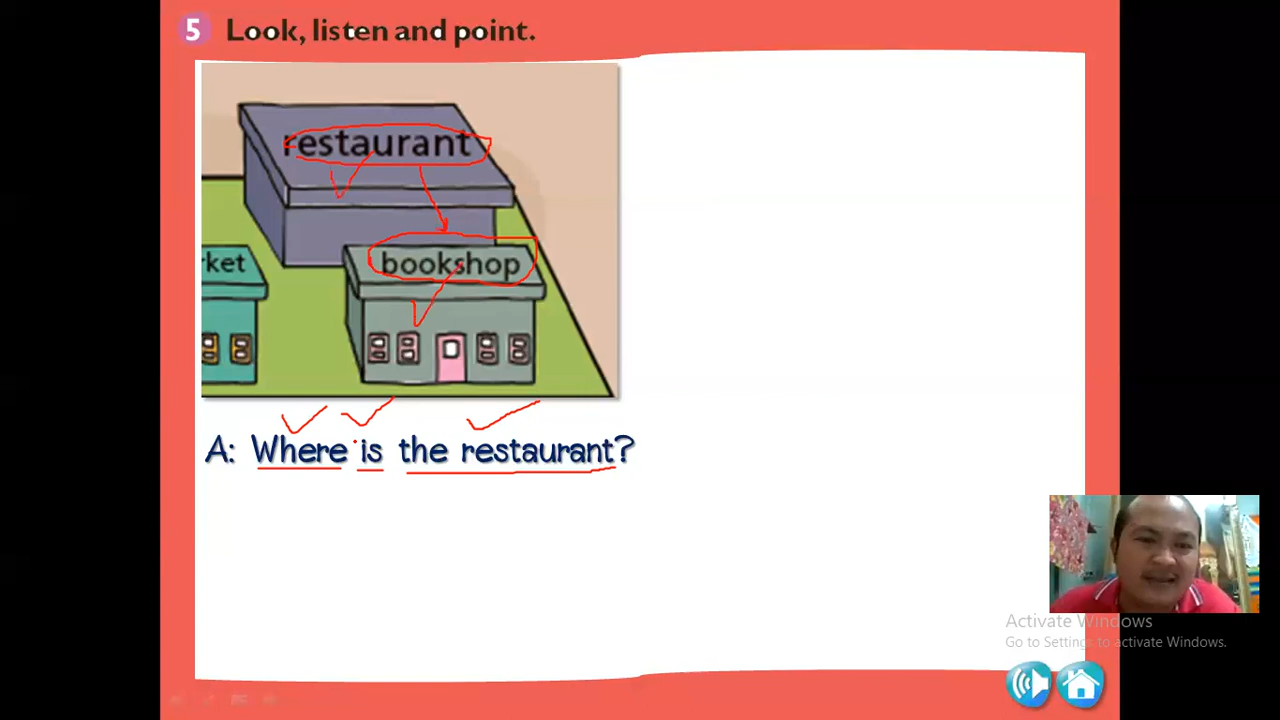 5 Look, listen and point.
restaurant
rket
bookshop
A: Where is the restaurant?
Activate Windows
Go to Settings to activate Windows.